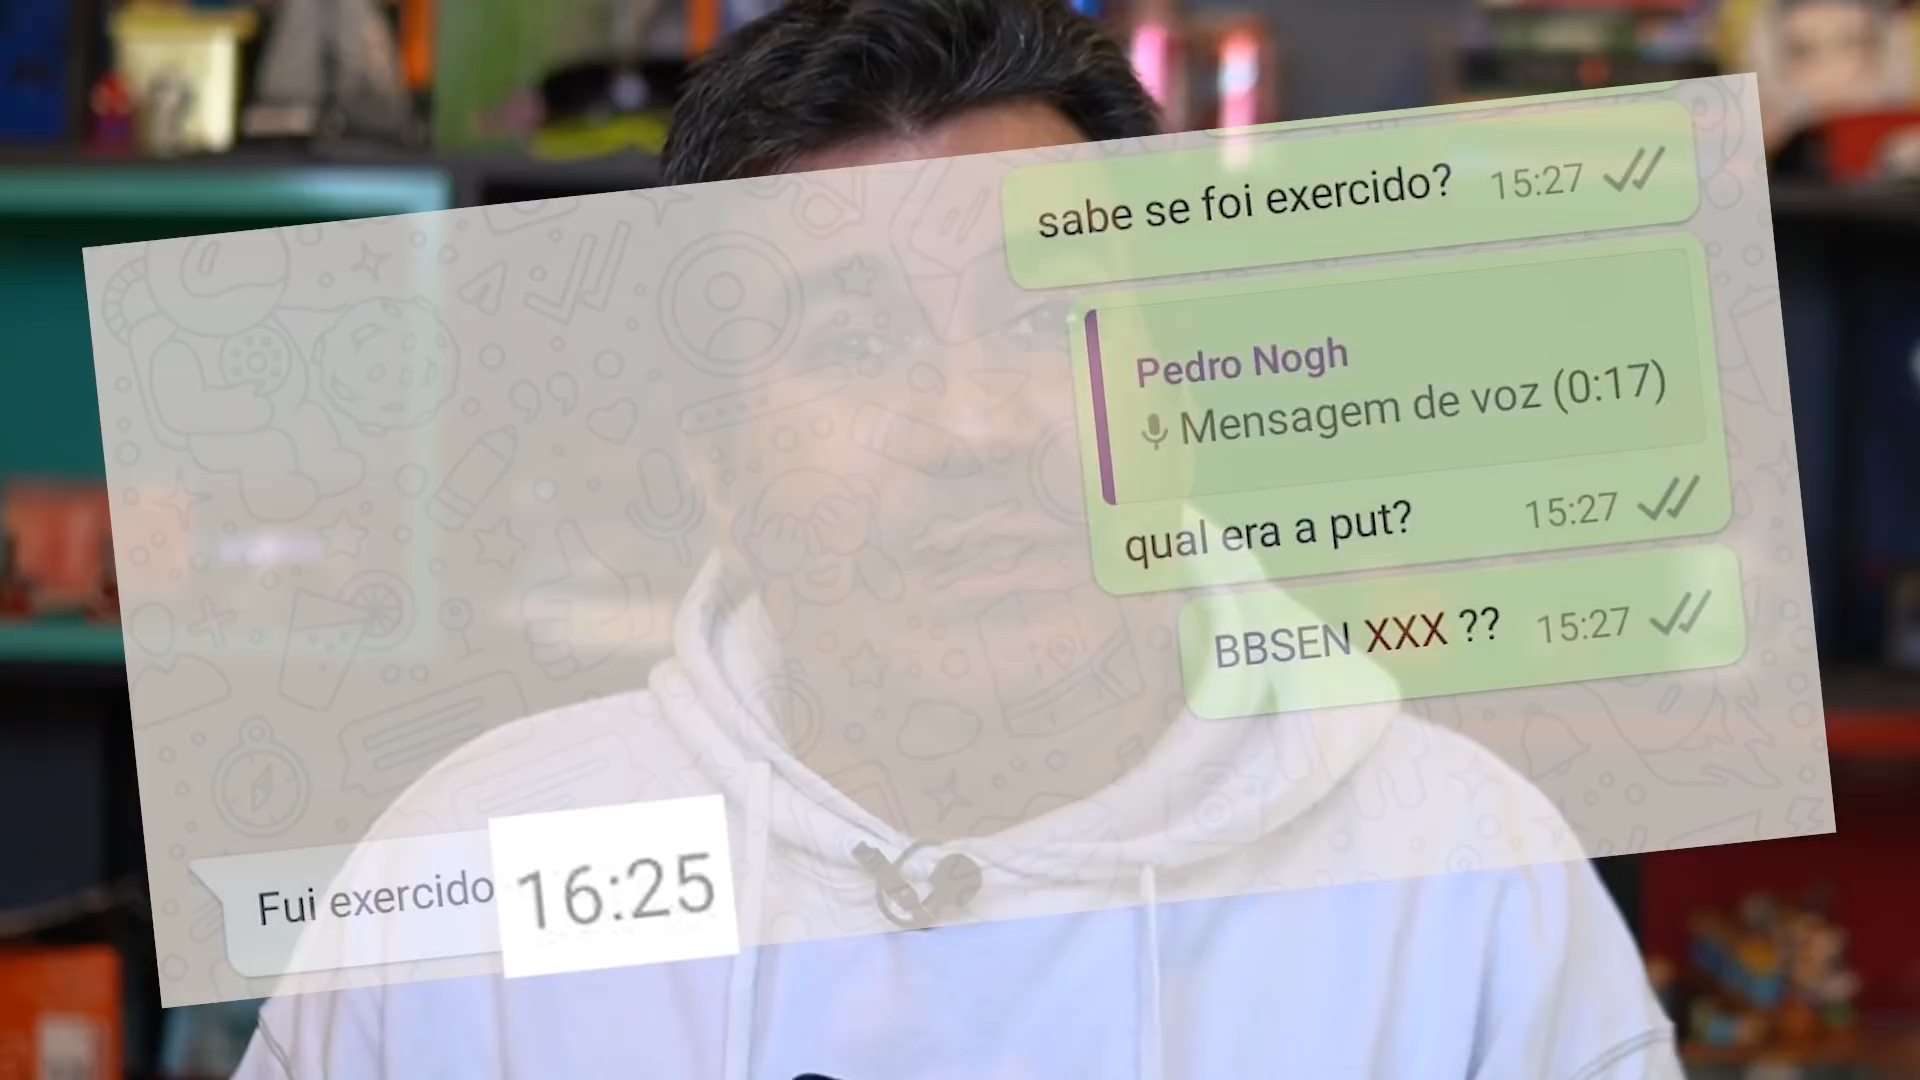 sabe se foi exercido? 15:27
Pedro Nogh
Mensagem de voz (0:17)
qual era a put? 15:27
BBSEN XXX ?? 15:27
Fui exercido 16:25